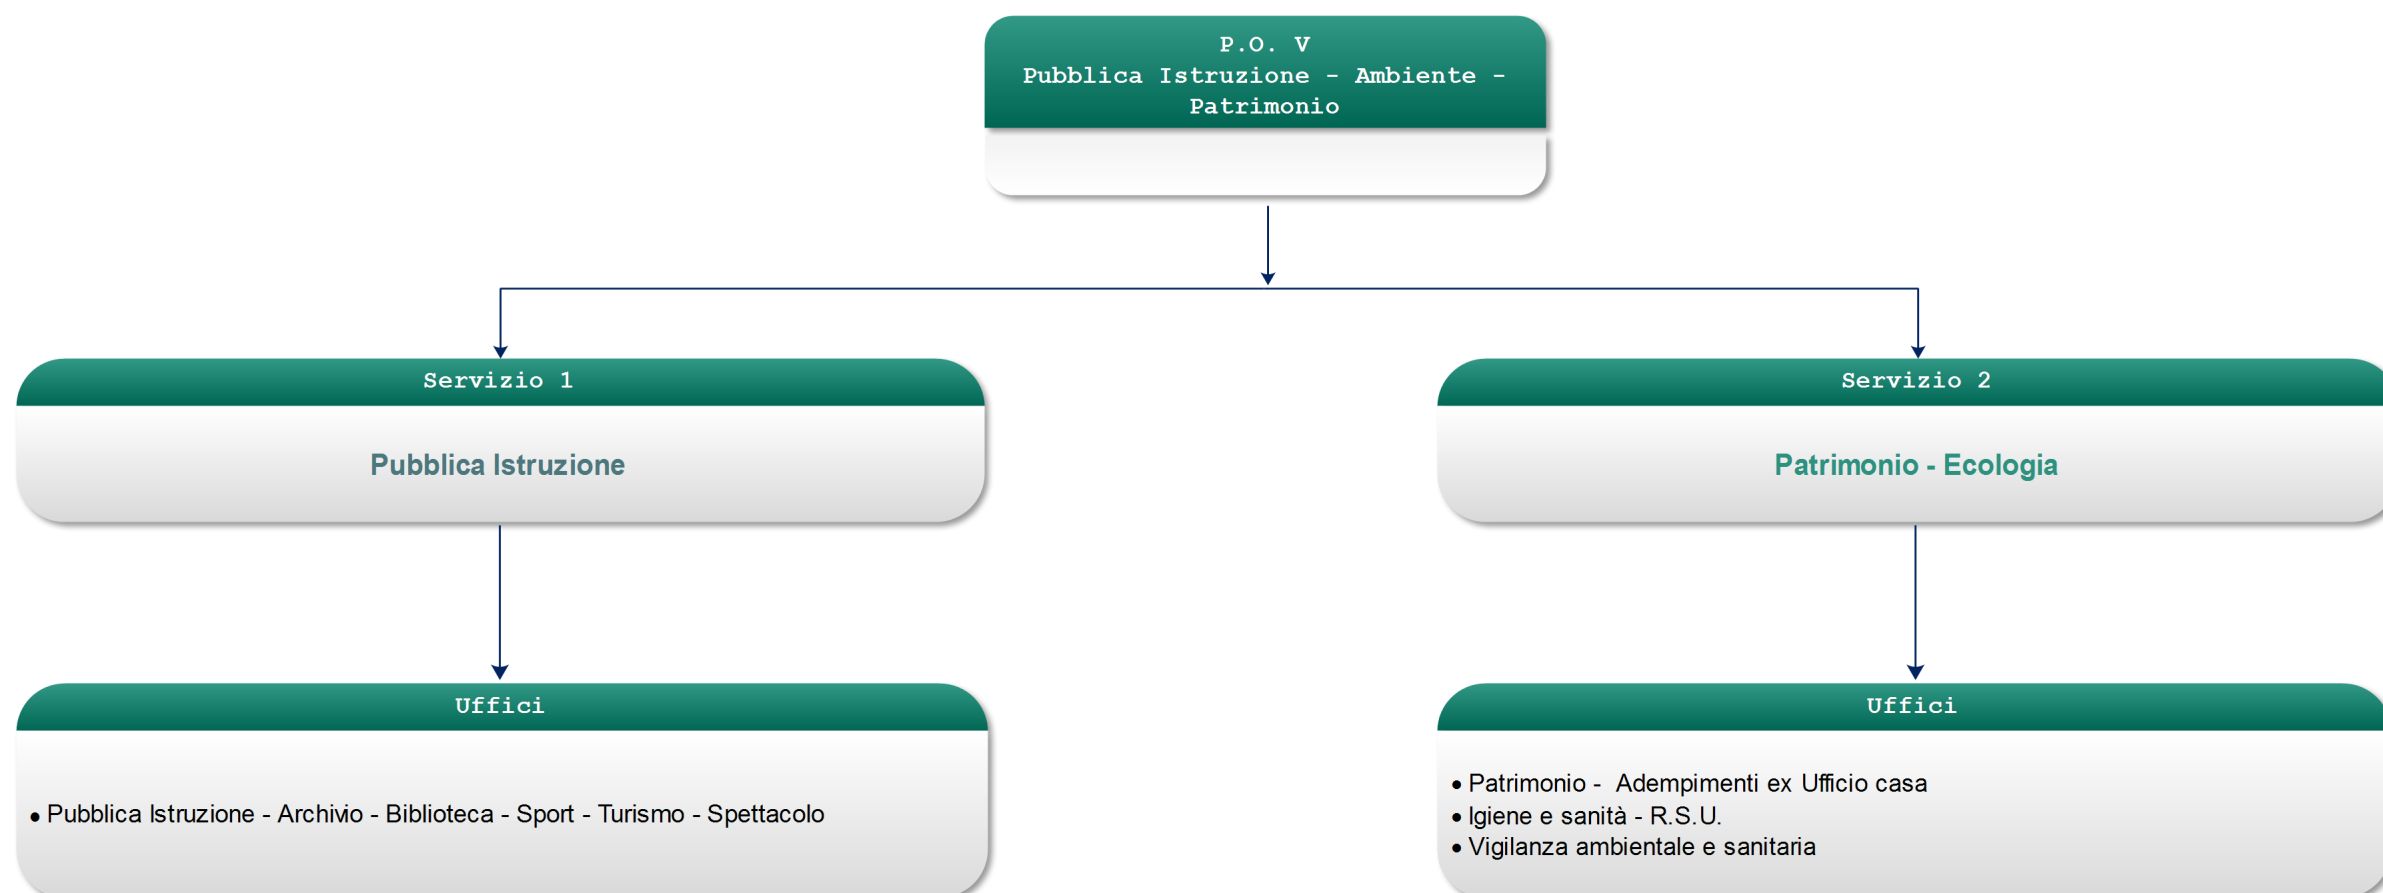 P.O. V
Pubblica Istruzione - Ambiente -
Patrimonio
Servizio 1
Pubblica Istruzione
Servizio 2
Patrimonio - Ecologia
Uffici
• Pubblica Istruzione - Archivio - Biblioteca - Sport - Turismo - Spettacolo
Uffici
• Patrimonio - Adempimenti ex Ufficio casa
• Igiene e sanità - R.S.U.
• Vigilanza ambientale e sanitaria